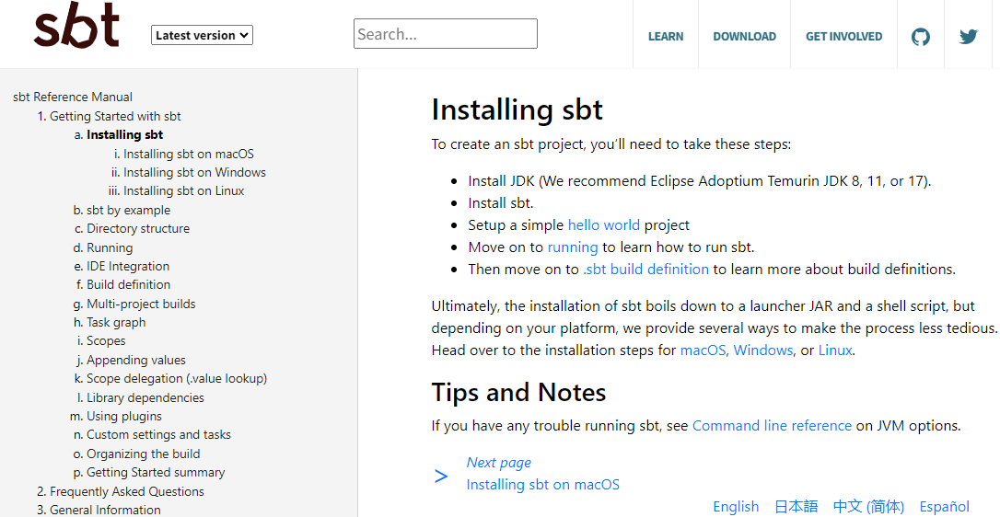 sbt
Latest version
Search...
LEARN
DOWNLOAD
GET INVOLVED
sbt Reference Manual
1. Getting Started with sbt
a. Installing sbt
i. Installing sbt on macOS
ii. Installing sbt on Windows
iii. Installing sbt on Linux
b. sbt by example
c. Directory structure
d. Running
e. IDE Integration
f. Build definition
g. Multi-project builds
h. Task graph
i. Scopes
j. Appending values
k. Scope delegation (.value lookup)
l. Library dependencies
m. Using plugins
n. Custom settings and tasks
o. Organizing the build
p. Getting Started summary
2. Frequently Asked Questions
3. General Information
Installing sbt
To create an sbt project, you’ll need to take these steps:
• Install JDK (We recommend Eclipse Adoptium Temurin JDK 8, 11, or 17).
• Install sbt.
• Setup a simple hello world project
• Move on to running to learn how to run sbt.
• Then move on to .sbt build definition to learn more about build definitions.
Ultimately, the installation of sbt boils down to a launcher JAR and a shell script, but
depending on your platform, we provide several ways to make the process less tedious.
Head over to the installation steps for macOS, Windows, or Linux.
Tips and Notes
If you have any trouble running sbt, see Command line reference on JVM options.
> Next page
Installing sbt on macOS
English 日本語 中文 (简体) Español